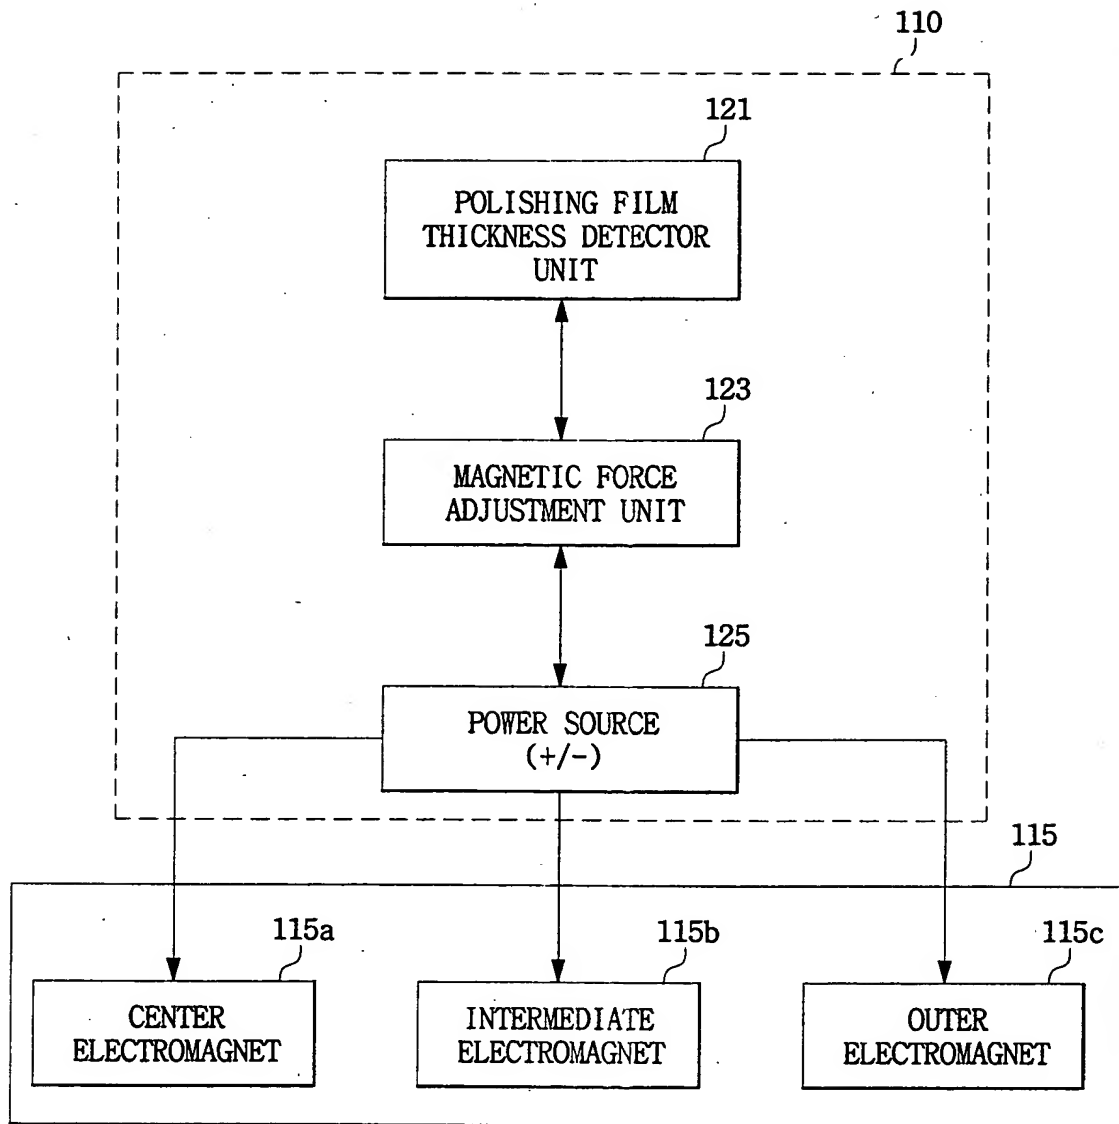 110
121
POLISHING FILM
THICKNESS DETECTOR
UNIT
123
MAGNETIC FORCE
ADJUSTMENT UNIT
125
POWER SOURCE
(+/-)
115
115a
115b
115c
CENTER
ELECTROMAGNET
INTERMEDIATE
ELECTROMAGNET
OUTER
ELECTROMAGNET